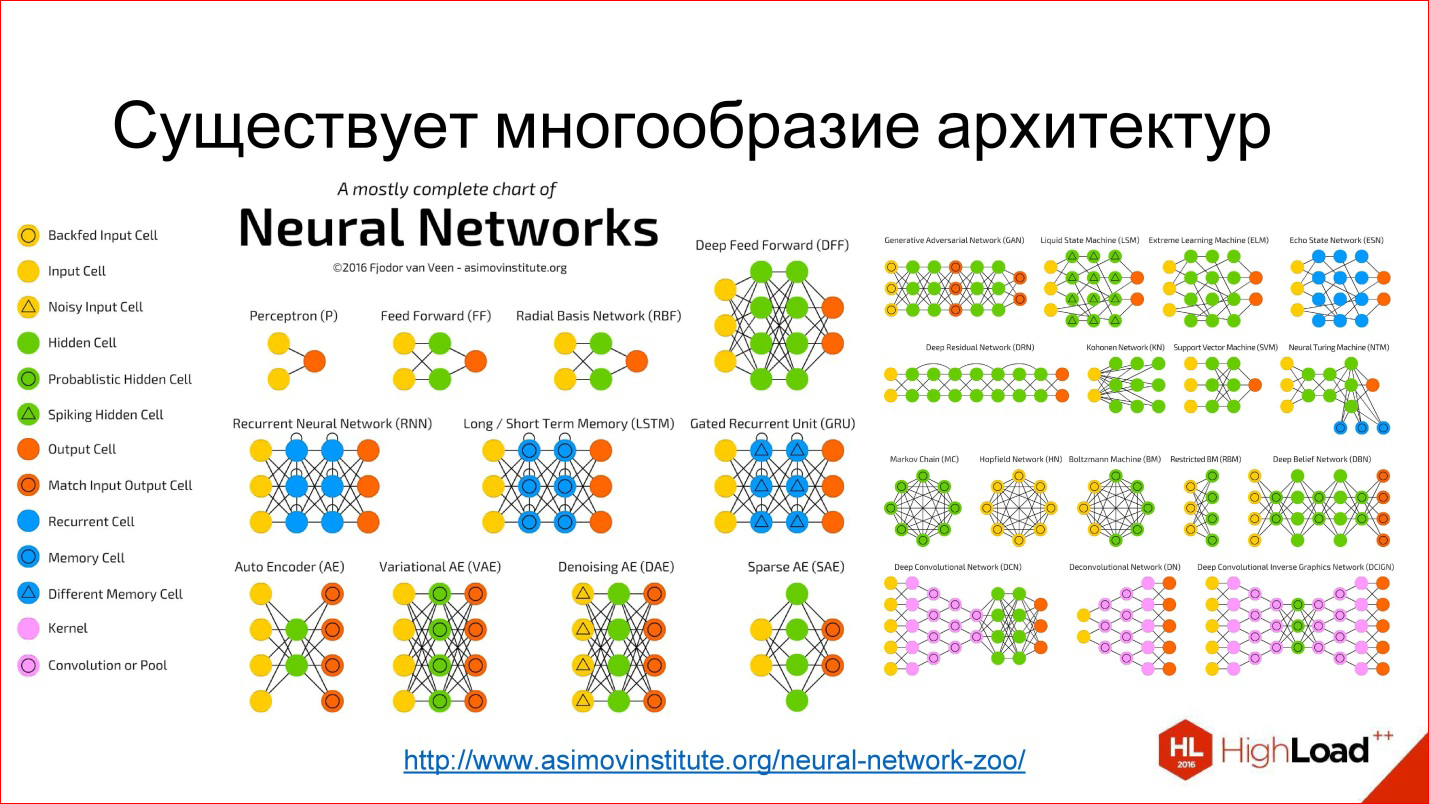 Существует многообразие архитектур
A mostly complete chart of
Neural Networks
©2016 Fjodor van Veen - asimovinstitute.org
Backfed Input Cell
Input Cell
Noisy Input Cell
Hidden Cell
Probablistic Hidden Cell
Spiking Hidden Cell
Output Cell
Match Input Output Cell
Recurrent Cell
Memory Cell
Different Memory Cell
Kernel
Convolution or Pool
Perceptron (P)
Feed Forward (FF)
Radial Basis Network (RBF)
Deep Feed Forward (DFF)
Recurrent Neural Network (RNN)
Long / Short Term Memory (LSTM)
Gated Recurrent Unit (GRU)
Auto Encoder (AE)
Variational AE (VAE)
Denoising AE (DAE)
Sparse AE (SAE)
Generative Adversarial Network (GAN)
Liquid State Machine (LSM)
Extreme Learning Machine (ELM)
Echo State Network (ESN)
Deep Residual Network (DRN)
Kohonen Network (KN)
Support Vector Machine (SVM)
Neural Turing Machine (NTM)
Markov Chain (MC)
Hopfield Network (HN)
Boltzmann Machine (BM)
Restricted BM (RBM)
Deep Belief Network (DBN)
Deep Convolutional Network (DCN)
Deconvolutional Network (DN)
Deep Convolutional Inverse Graphics Network (DCIGN)
http://www.asimovinstitute.org/neural-network-zoo/
HL
2016
HighLoad++